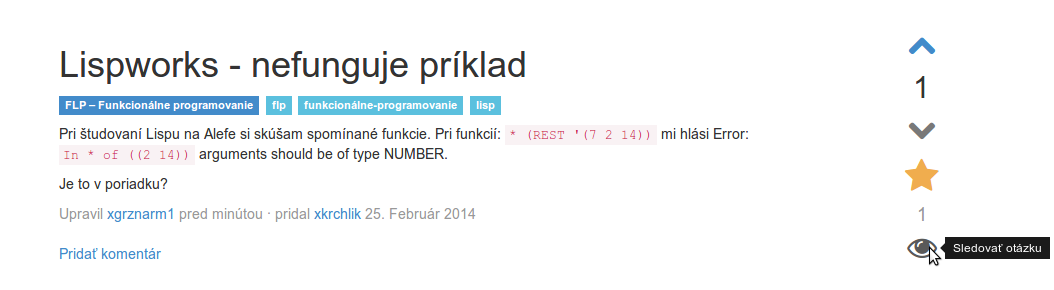 Lispworks - nefunguje príklad
FLP – Funkcionálne programovanie flp funkcionálne-programovanie lisp
Pri študovaní Lispu na Alefe si skúšam spomínané funkcie. Pri funkcií: * (REST '(7 2 14)) mi hlási Error:
In * of ((2 14)) arguments should be of type NUMBER.
Je to v poriadku?
Upravil xgrznarm1 pred minútou · pridal xkrchlik 25. Február 2014
Pridať komentár
1
1
Sledovať otázku